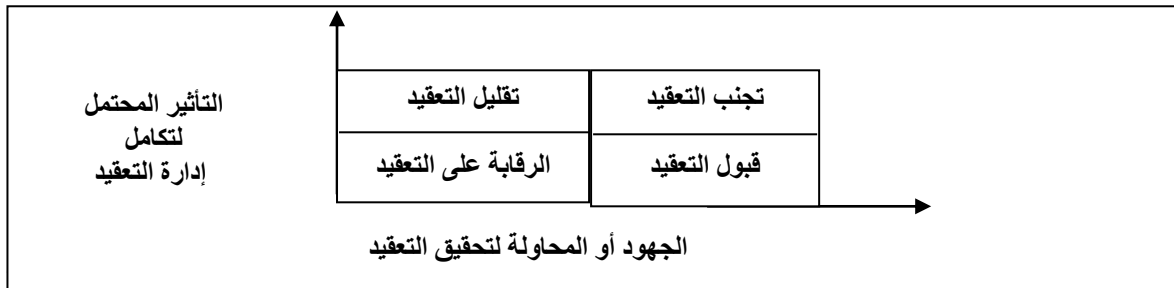 تجنب التعقيد
تقليل التعقيد
التأثير المحتمل
لتكامل
إدارة التعقيد
قبول التعقيد
الرقابة على التعقيد
الجهود أو المحاولة لتحقيق التعقيد